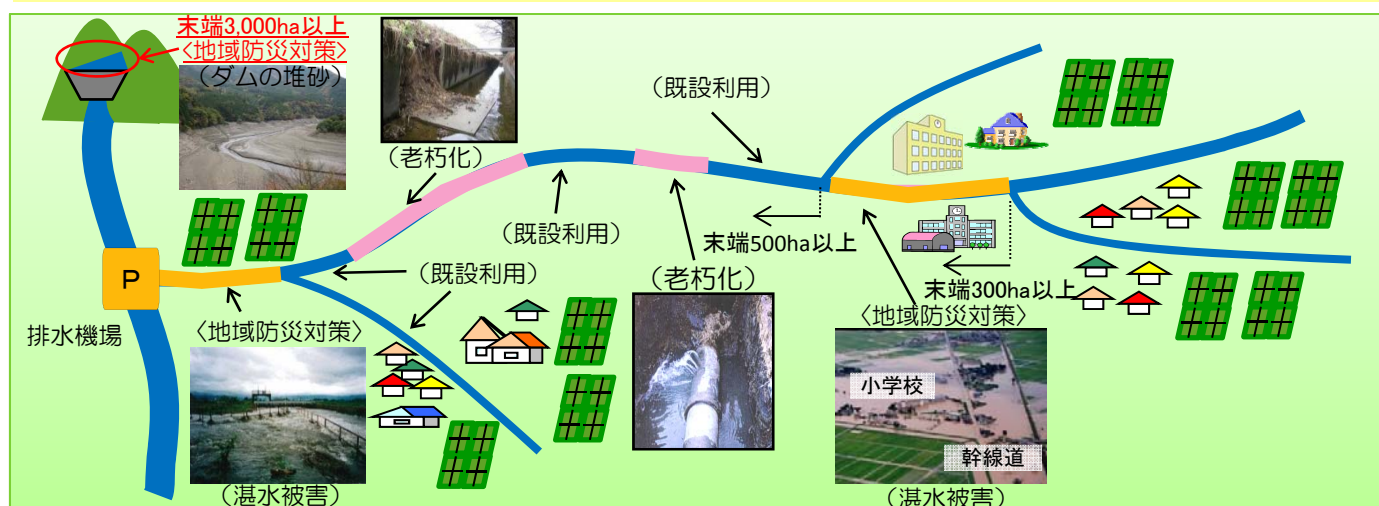 末端3,000ha以上
<地域防災対策>
(ダムの堆砂)
(老朽化)
(既設利用)
(既設利用)
(既設利用)
末端500ha以上
(老朽化)
末端300ha以上
<地域防災対策>
小学校
幹線道
(湛水被害)
P
排水機場
<地域防災対策>
(湛水被害)